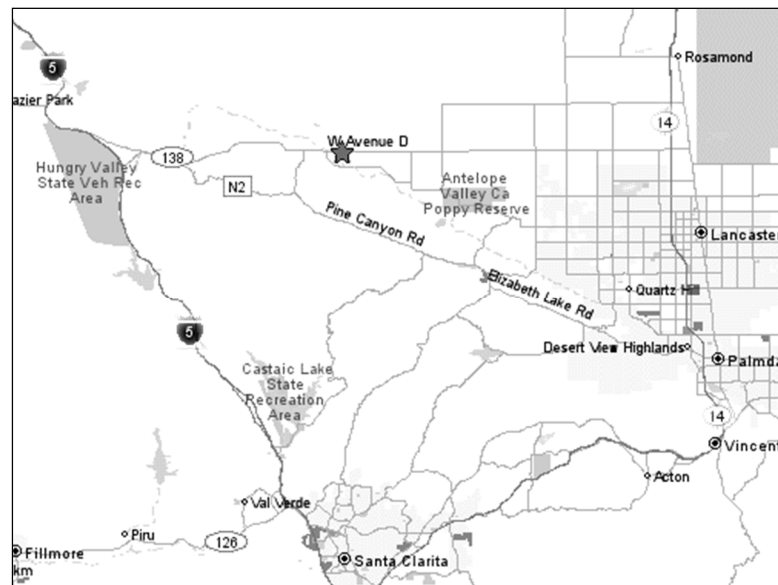 5
Rosamond
azier Park
14
W Avenue D
138
Hungry Valley
State Veh Rec
Area
N2
Antelope
Valley Ca
Poppy Reserve
Pine Canyon Rd
Lancaster
Elizabeth Lake Rd
Quartz Hill
5
Desert View Highlands
Palmda
Castaic Lake
State
Recreation
Area
14
Vincent
Acton
Val Verde
Piru
126
Fillmore
Santa Clarita
km